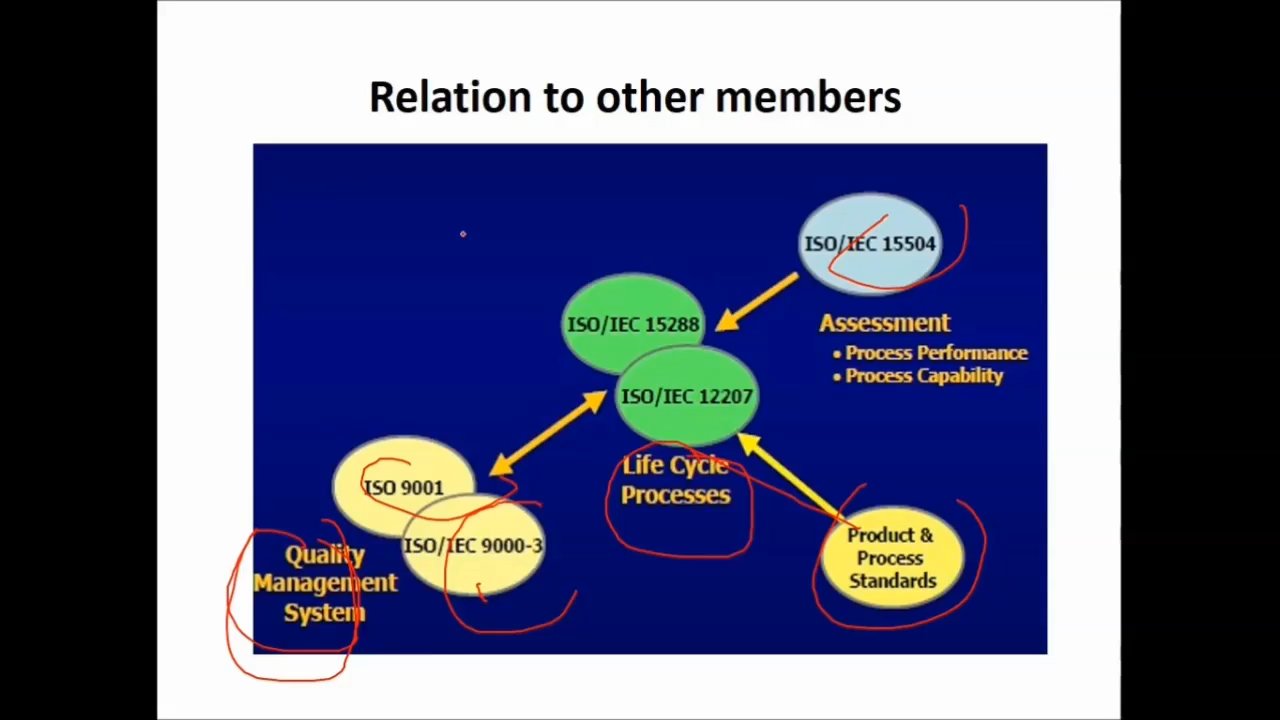 Relation to other members
ISO/IEC 15504
Assessment
• Process Performance
• Process Capability
ISO/IEC 15288
ISO/IEC 12207
Life Cycle
Processes
ISO 9001
ISO/IEC 9000-3
Quality
Management
System
Product &
Process
Standards